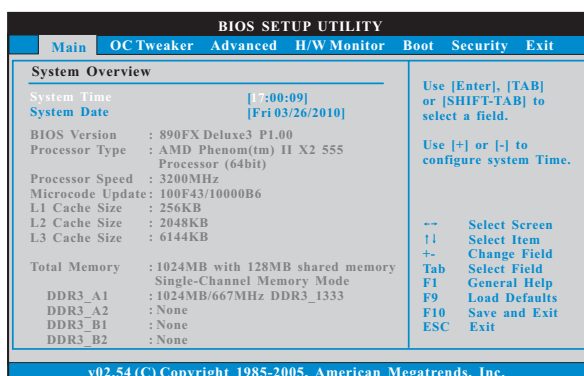 BIOS SETUP UTILITY
Main OC Tweaker Advanced H/W Monitor Boot Security Exit
System Overview
System Time [17:00:09]
System Date [Fri 03/26/2010]
BIOS Version : 890FX Deluxe3 P1.00
Processor Type : AMD Phenom(tm) II X2 555
Processor (64bit)
Processor Speed : 3200MHz
Microcode Update : 100F43/10000B6
L1 Cache Size : 256KB
L2 Cache Size : 2048KB
L3 Cache Size : 6144KB
Total Memory : 1024MB with 128MB shared memory
Single-Channel Memory Mode
DDR3_A1 : 1024MB/667MHz DDR3_1333
DDR3_A2 : None
DDR3_B1 : None
DDR3_B2 : None
Use [Enter], [TAB]
or [SHIFT-TAB] to
select a field.
Use [+] or [-] to
configure system Time.
←→ Select Screen
↑↓ Select Item
+- Change Field
Tab Select Field
F1 General Help
F9 Load Defaults
F10 Save and Exit
ESC Exit
v02.54 (C) Copyright 1985-2005, American Megatrends, Inc.